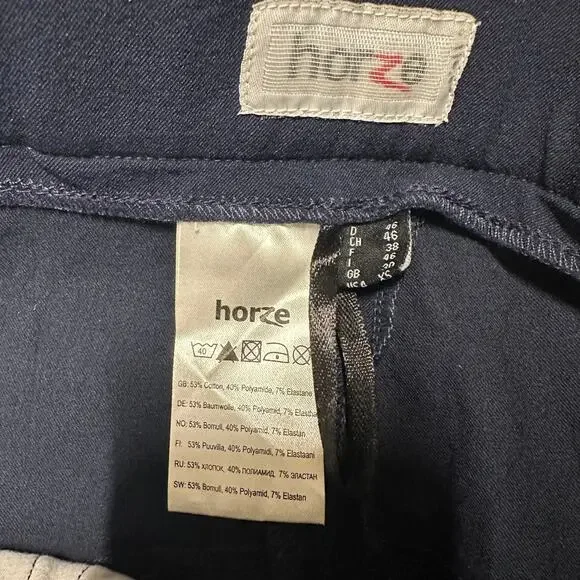 horze
D 46
CH 46
F 38
I 46
GB
USA XS
horze
40
GB: 53% Cotton, 40% Polyamide, 7% Elastane
DE: 53% Baumwolle, 40% Polyamid, 7% Elasthan
NO: 53% Bomull, 40% Polyamid, 7% Elastan
FI: 53% Puuvilla, 40% Polyamidi, 7% Elastaani
RU: 53% ХЛОПОК, 40% ПОЛИАМИД, 7% ЭЛАСТАН
SW: 53% Bomull, 40% Polyamid, 7% Elastan